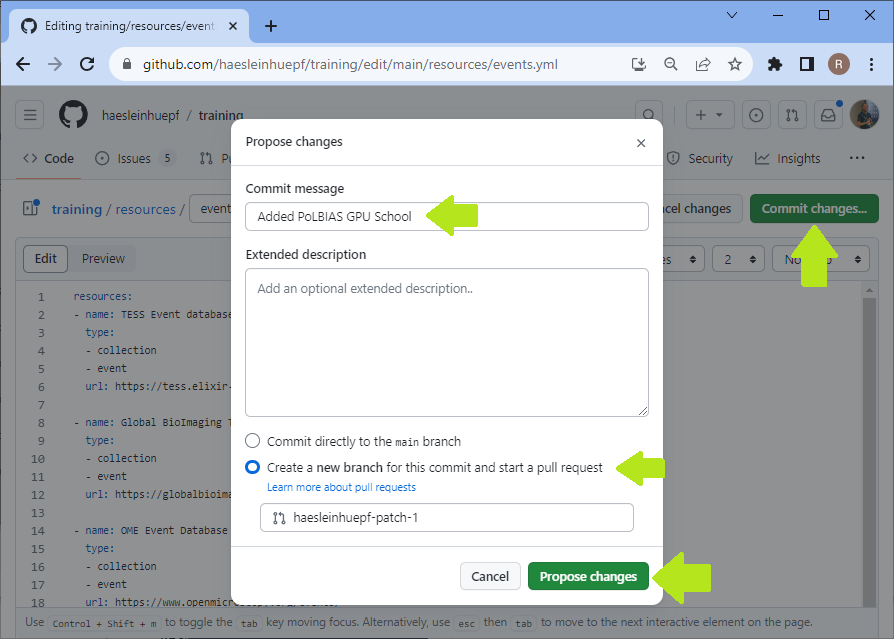 Editing training/resources/event
github.com/haesleinhuepf/training/edit/main/resources/events.yml
R
haesleinhuepf / training
Code
Issues 5
Security
Insights
training / resources /
event
cel changes
Commit changes...
Edit
Preview
2
1 resources:
2 - name: TESS Event database
3 type:
4 - collection
5 - event
6 url: https://tess.elixir-
7
8 - name: Global BioImaging
9 type:
10 - collection
11 - event
12 url: https://globalbioima
13
14 - name: OME Event Database
15 type:
16 - collection
17 - event
18 url: https://www.openmicros
Use Control + Shift + m to toggle the tab key moving focus. Alternatively, use esc then tab to move to the next interactive element on the page.
Propose changes
Commit message
Added PoLBIAS GPU School
Extended description
Add an optional extended description..
Commit directly to the main branch
Create a new branch for this commit and start a pull request
Learn more about pull requests
haesleinhuepf-patch-1
Cancel
Propose changes